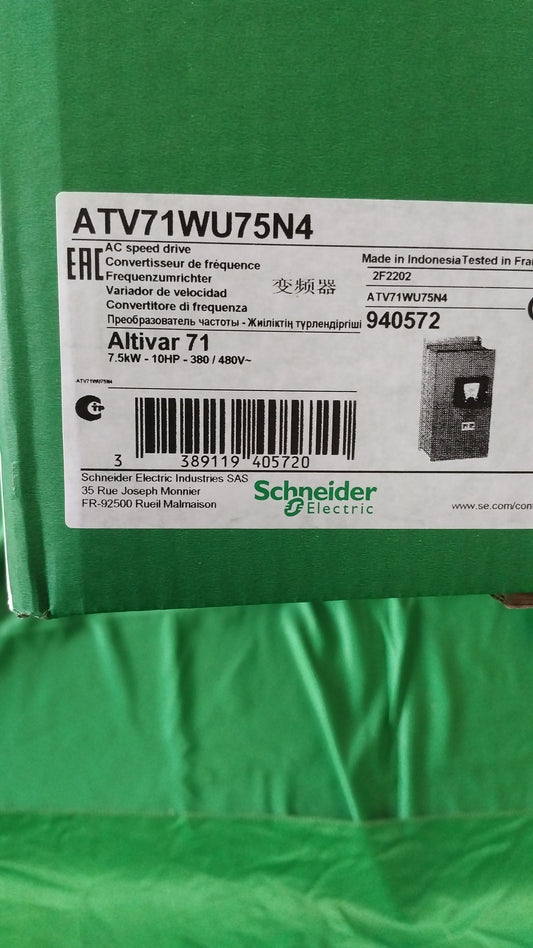 ATV71WU75N4
EAC
AC speed drive
Convertisseur de fréquence
Frequenzumrichter
Variador de velocidad
Convertitore di frequenza
Преобразователь частоты - Жиіліктің түрлендіргіші
变频器
Made in Indonesia Tested in Fra
2F2202
ATV71WU75N4
940572
Altivar 71
7.5kW - 10HP - 380 / 480V~
ATV71WU75N4
3 389119 405720
Schneider Electric Industries SAS
35 Rue Joseph Monnier
FR-92500 Rueil Malmaison
Schneider
Electric
www.se.com/con